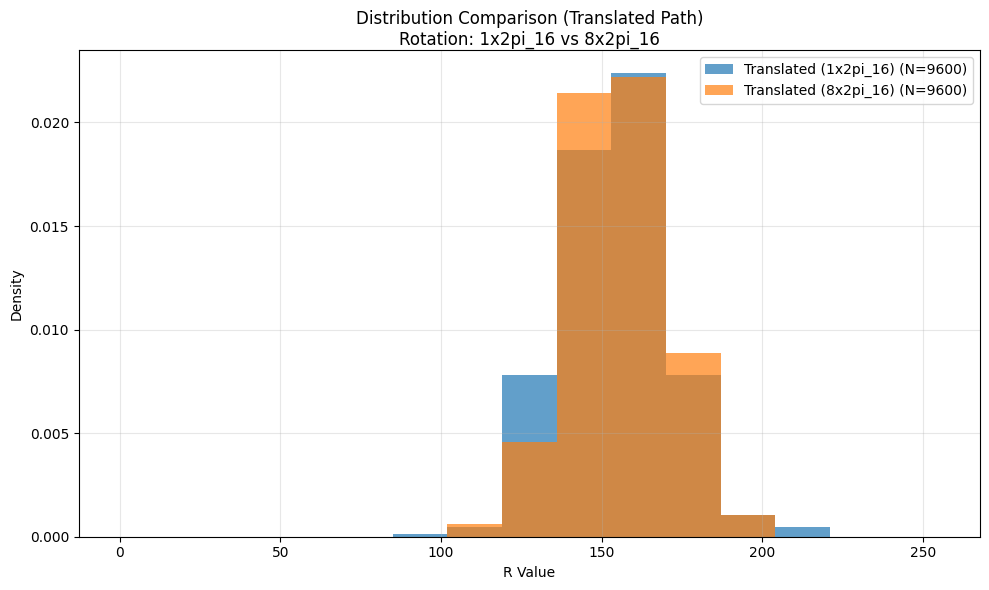 Distribution Comparison (Translated Path)
Rotation: 1x2pi_16 vs 8x2pi_16
Translated (1x2pi_16) (N=9600)
Translated (8x2pi_16) (N=9600)
Density
0.020
0.015
0.010
0.005
0.000
0 50 100 150 200 250
R Value